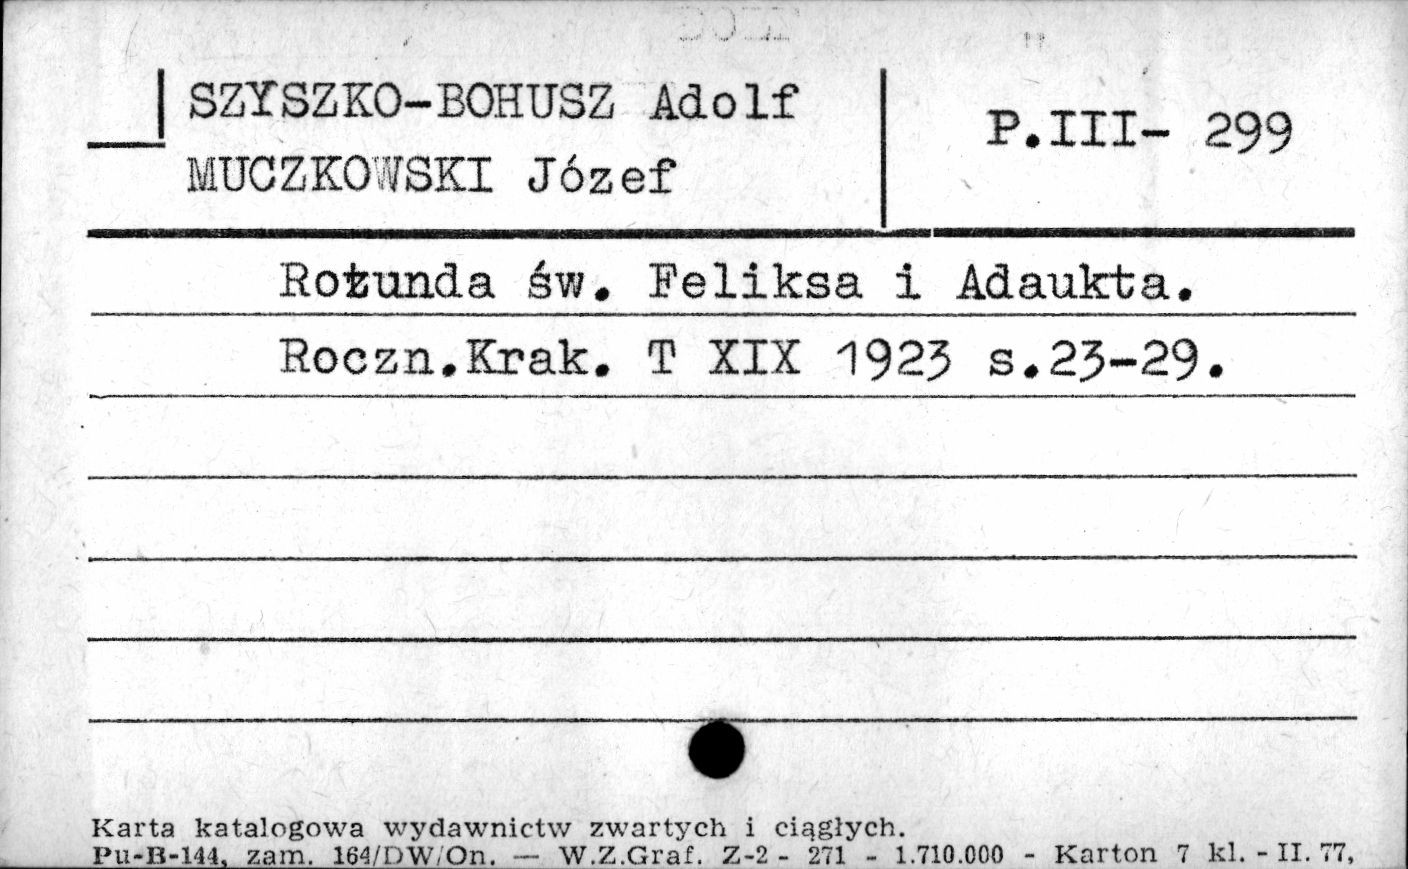 SZYSZKO-BOHUSZ Adolf
MUCZKOWSKI Józef
P.III- 299
Rotunda św. Feliksa i Adaukta.
Roczn.Krak. T XIX 1923 s.23-29.
Karta katalogowa wydawnictw zwartych i ciągłych.
Pu-B-144, zam. 164/DW/On. — W.Z.Graf. Z-2 - 271 - 1.710.000 - Karton 7 kl. - II. 77,